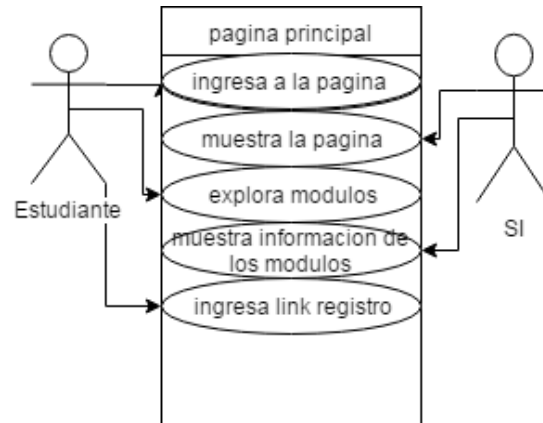 pagina principal
ingresa a la pagina
muestra la pagina
explora modulos
Estudiante
SI
muestra informacion de
los modulos
ingresa link registro